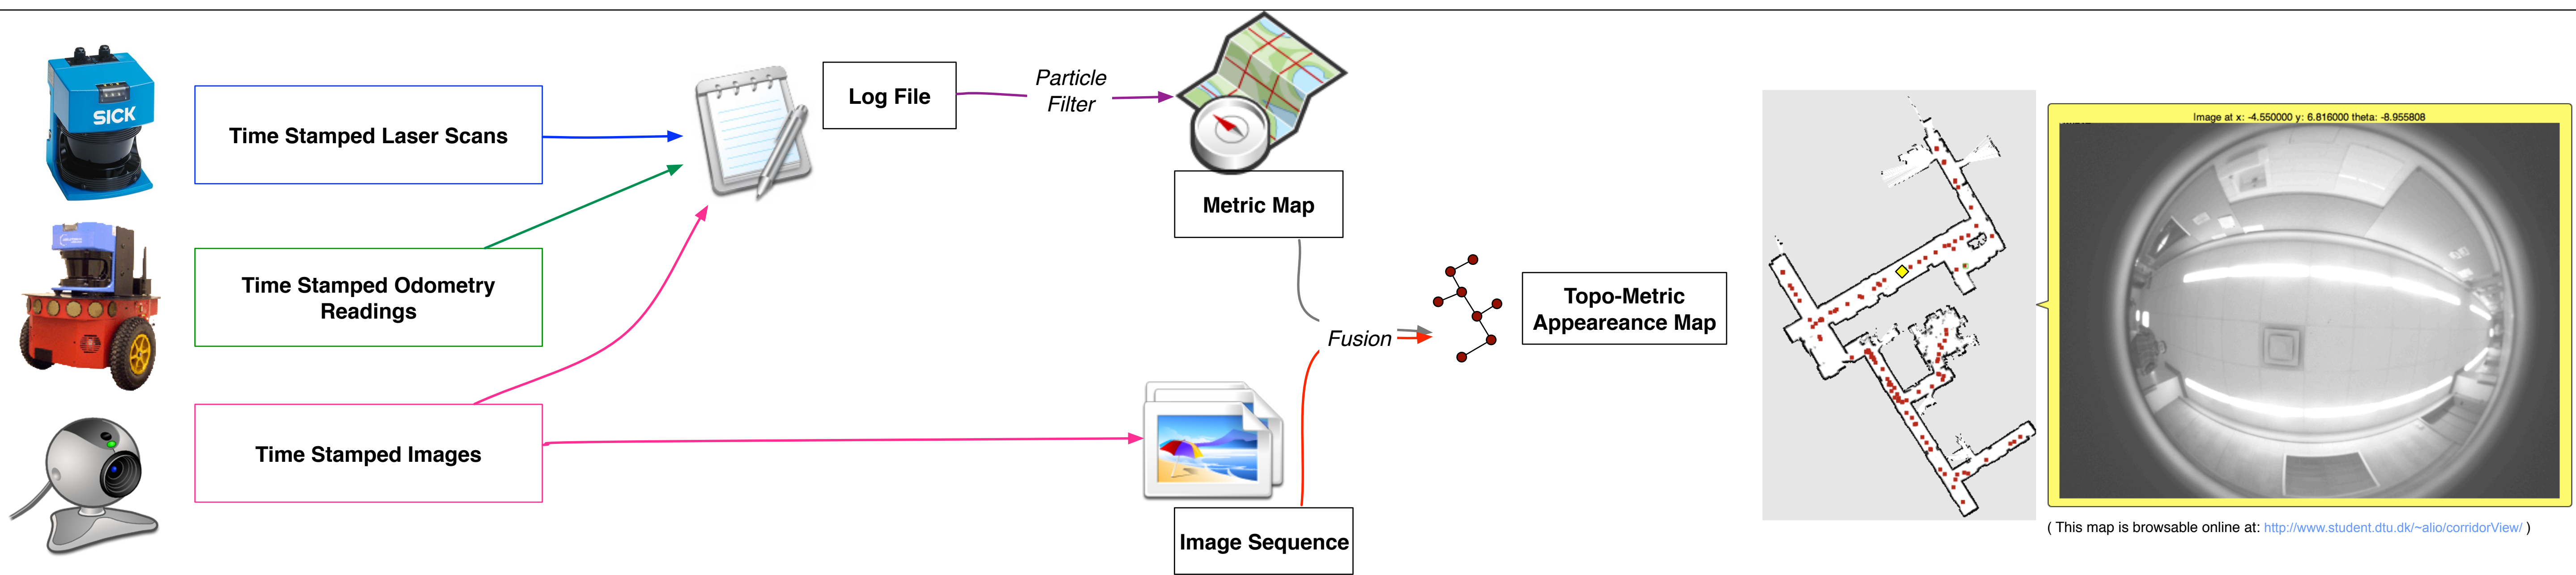 SICK
Time Stamped Laser Scans
Time Stamped Odometry
Readings
Time Stamped Images
Log File
Particle
Filter
Metric Map
Image Sequence
Fusion
Topo-Metric
Appeareance Map
Image at x: -4.550000 y: 6.816000 theta: -8.955808
( This map is browsable online at: http://www.student.dtu.dk/~alio/corridorView/ )